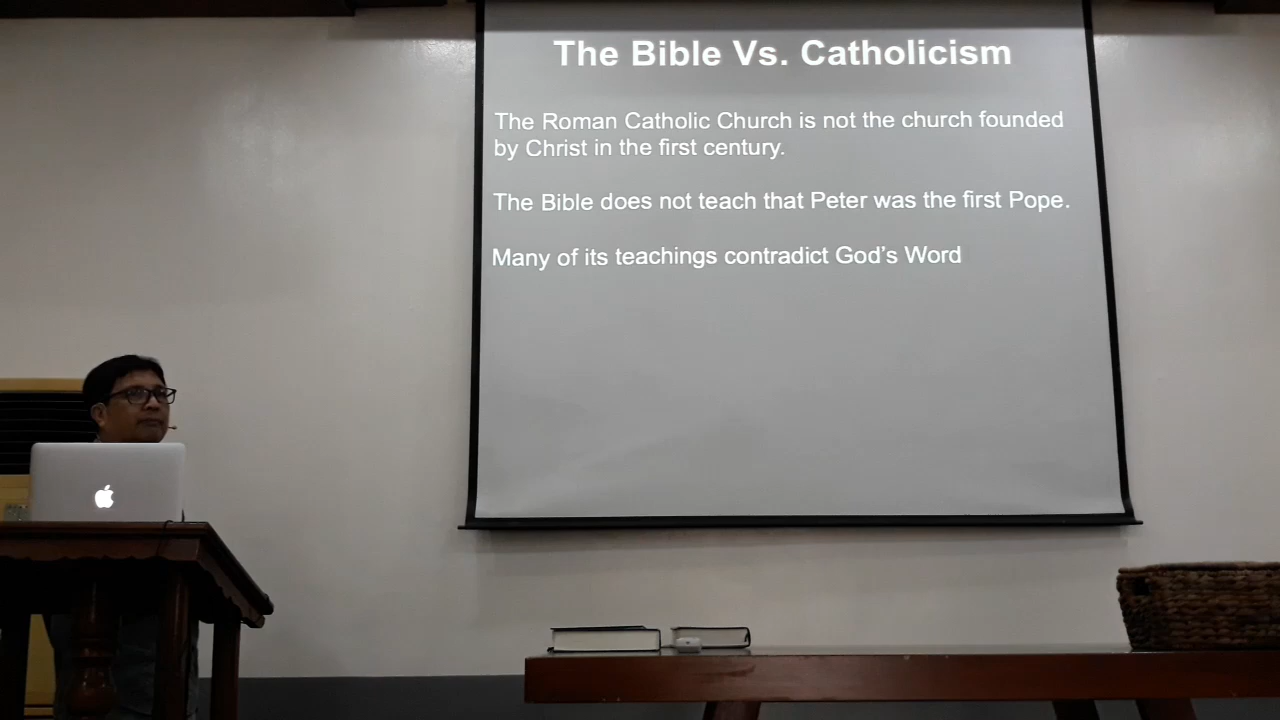 The Bible Vs. Catholicism
The Roman Catholic Church is not the church founded
by Christ in the first century.
The Bible does not teach that Peter was the first Pope.
Many of its teachings contradict God’s Word